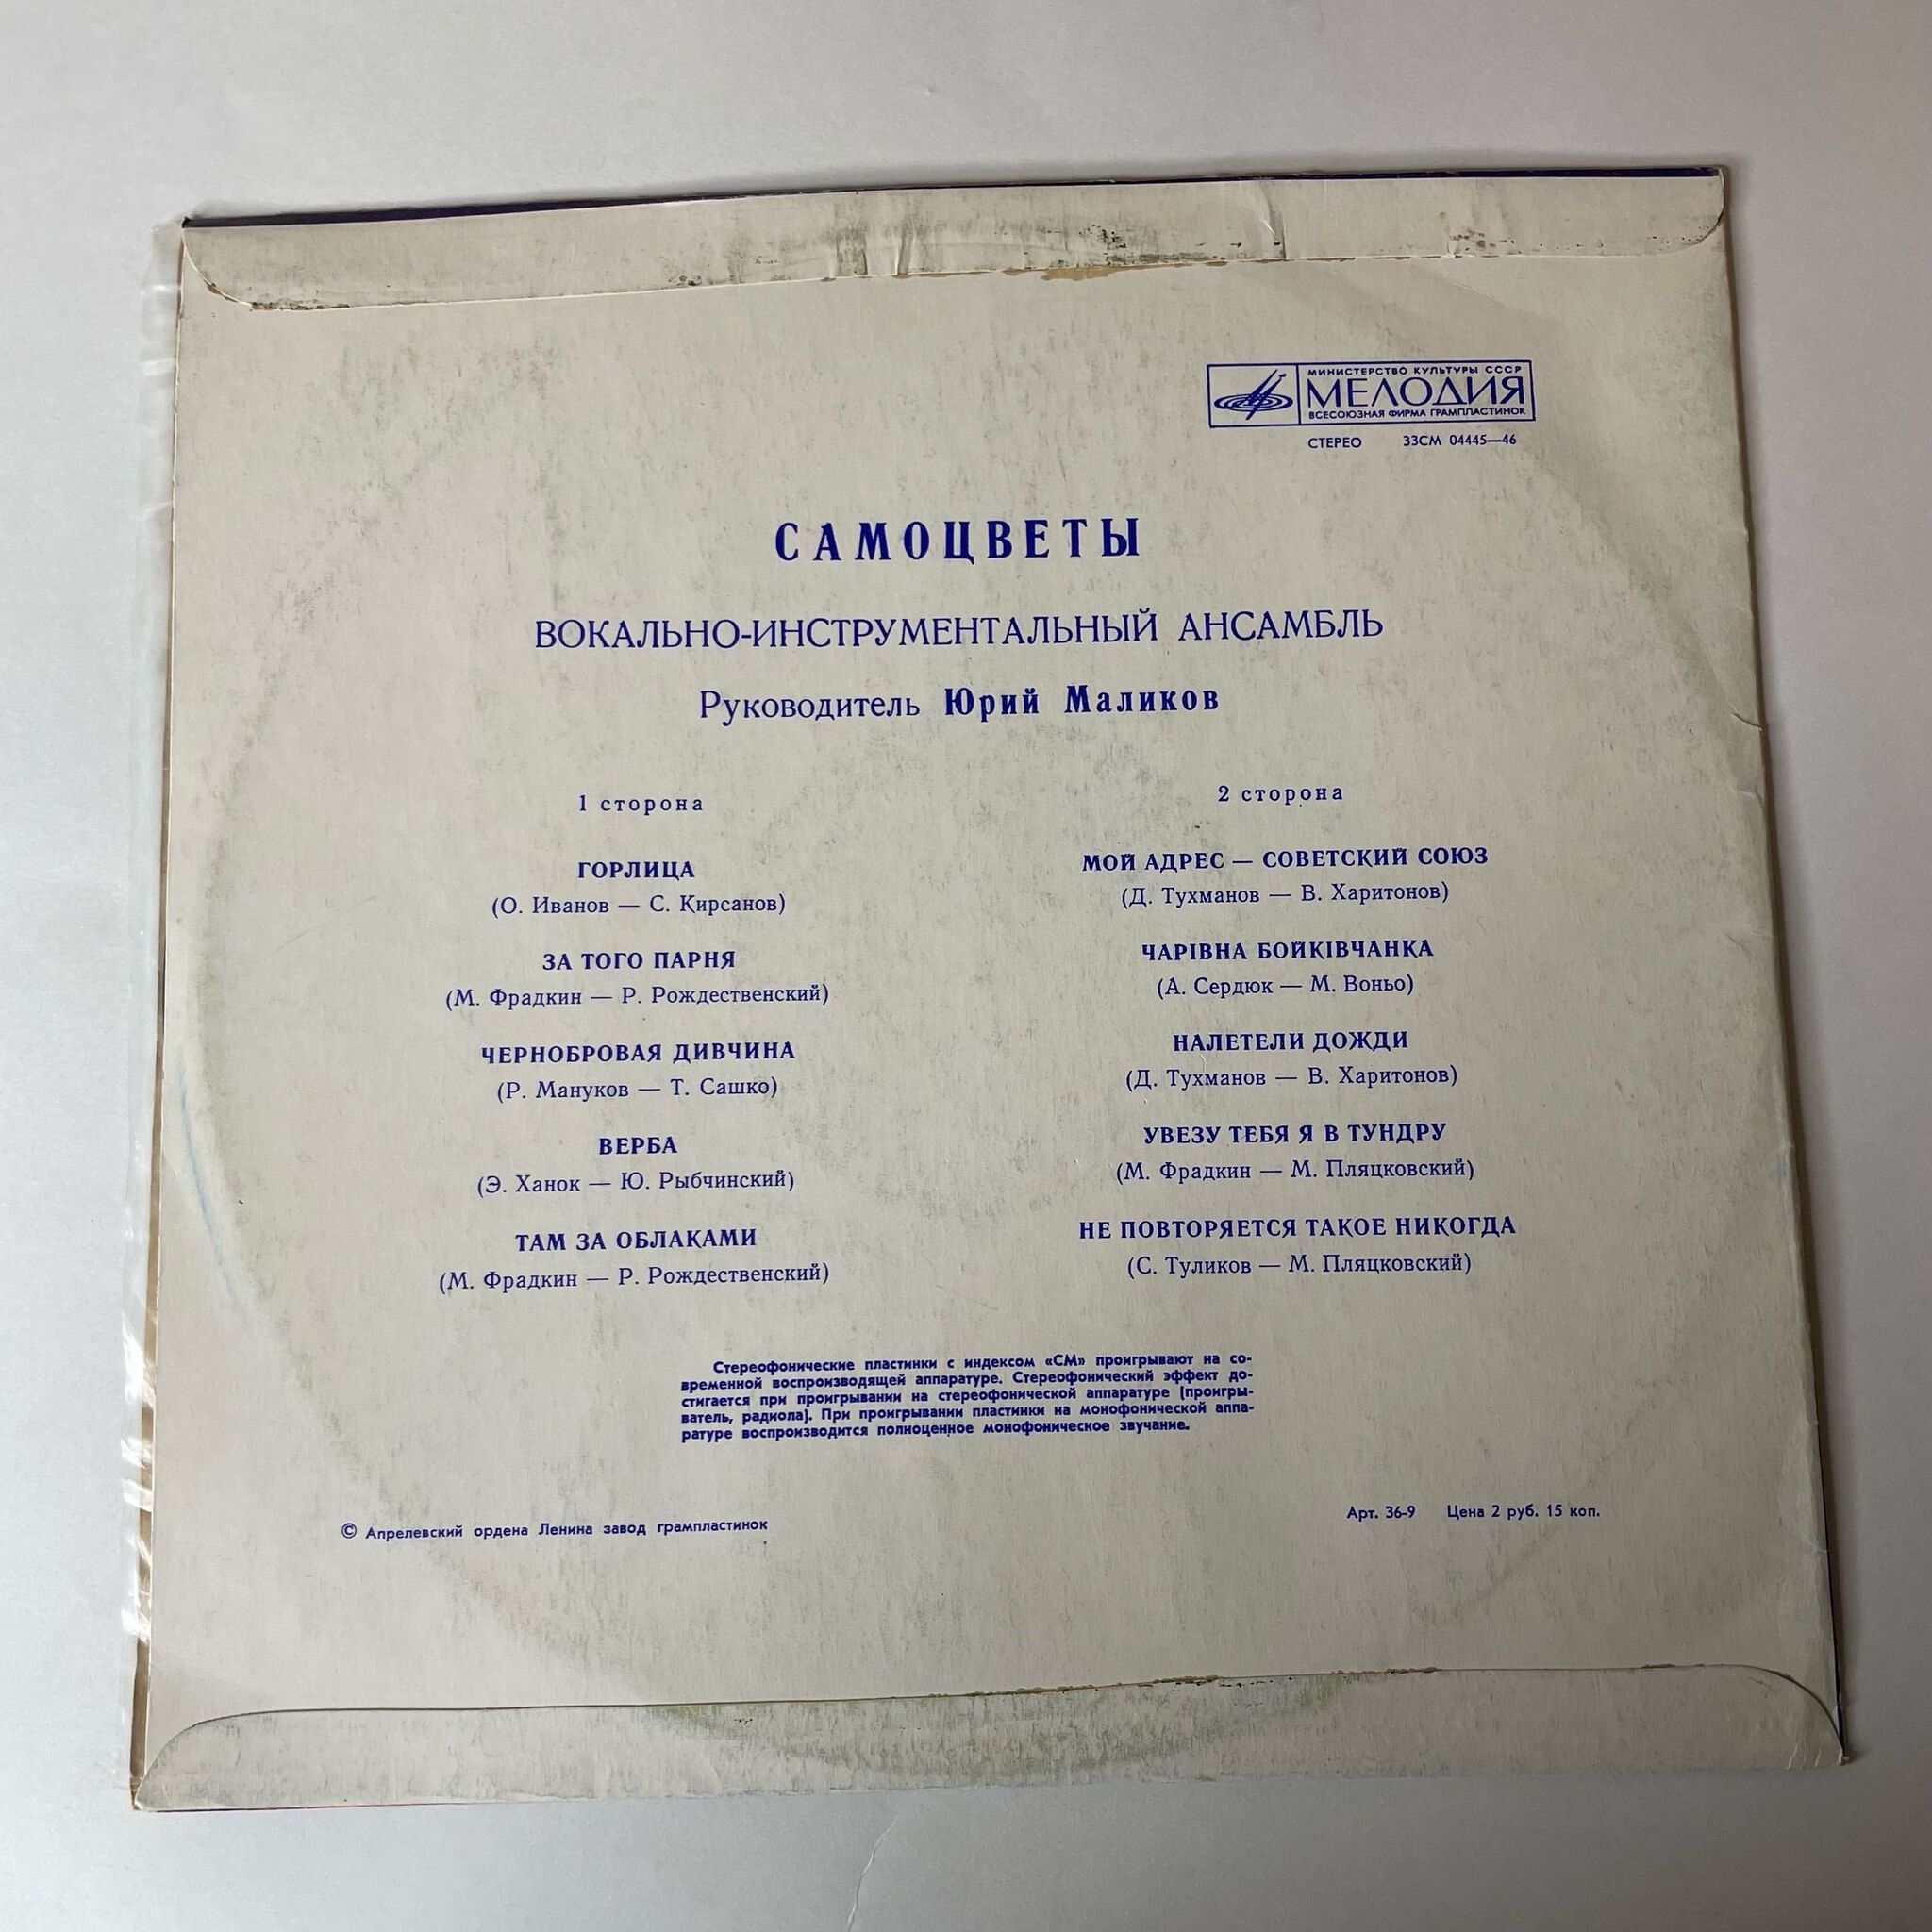 МИНИСТЕРСТВО КУЛЬТУРЫ СССР
МЕЛОДИЯ
ВСЕСОЮЗНАЯ ФИРМА ГРАМПЛАСТИНОК
СТЕРЕО 33СМ 04445—46
САМОЦВЕТЫ
ВОКАЛЬНО-ИНСТРУМЕНТАЛЬНЫЙ АНСАМБЛЬ
Руководитель Юрий Маликов
1 сторона
ГОРЛИЦА
(О. Иванов — С. Кирсанов)
ЗА ТОГО ПАРНЯ
(М. Фрадкин — Р. Рождественский)
ЧЕРНОБРОВАЯ ДИВЧИНА
(Р. Мануков — Т. Сашко)
ВЕРБА
(Э. Ханок — Ю. Рыбчинский)
ТАМ ЗА ОБЛАКАМИ
(М. Фрадкин — Р. Рождественский)
2 сторона
МОЙ АДРЕС — СОВЕТСКИЙ СОЮЗ
(Д. Тухманов — В. Харитонов)
ЧАРІВНА БОЙКІВЧАНКА
(А. Сердюк — М. Воньо)
НАЛЕТЕЛИ ДОЖДИ
(Д. Тухманов — В. Харитонов)
УВЕЗУ ТЕБЯ Я В ТУНДРУ
(М. Фрадкин — М. Пляцковский)
НЕ ПОВТОРЯЕТСЯ ТАКОЕ НИКОГДА
(С. Туликов — М. Пляцковский)
Стереофонические пластинки с индексом «СМ» проигрывают на со-
временной воспроизводящей аппаратуре. Стереофонический эффект до-
стигается при проигрывании на стереофонической аппаратуре (проигры-
ватель, радиола). При проигрывании пластинки на монофонической аппа-
ратуре воспроизводится полноценное монофоническое звучание.
© Апрелевский ордена Ленина завод грампластинок
Арт. 36-9 Цена 2 руб. 15 коп.